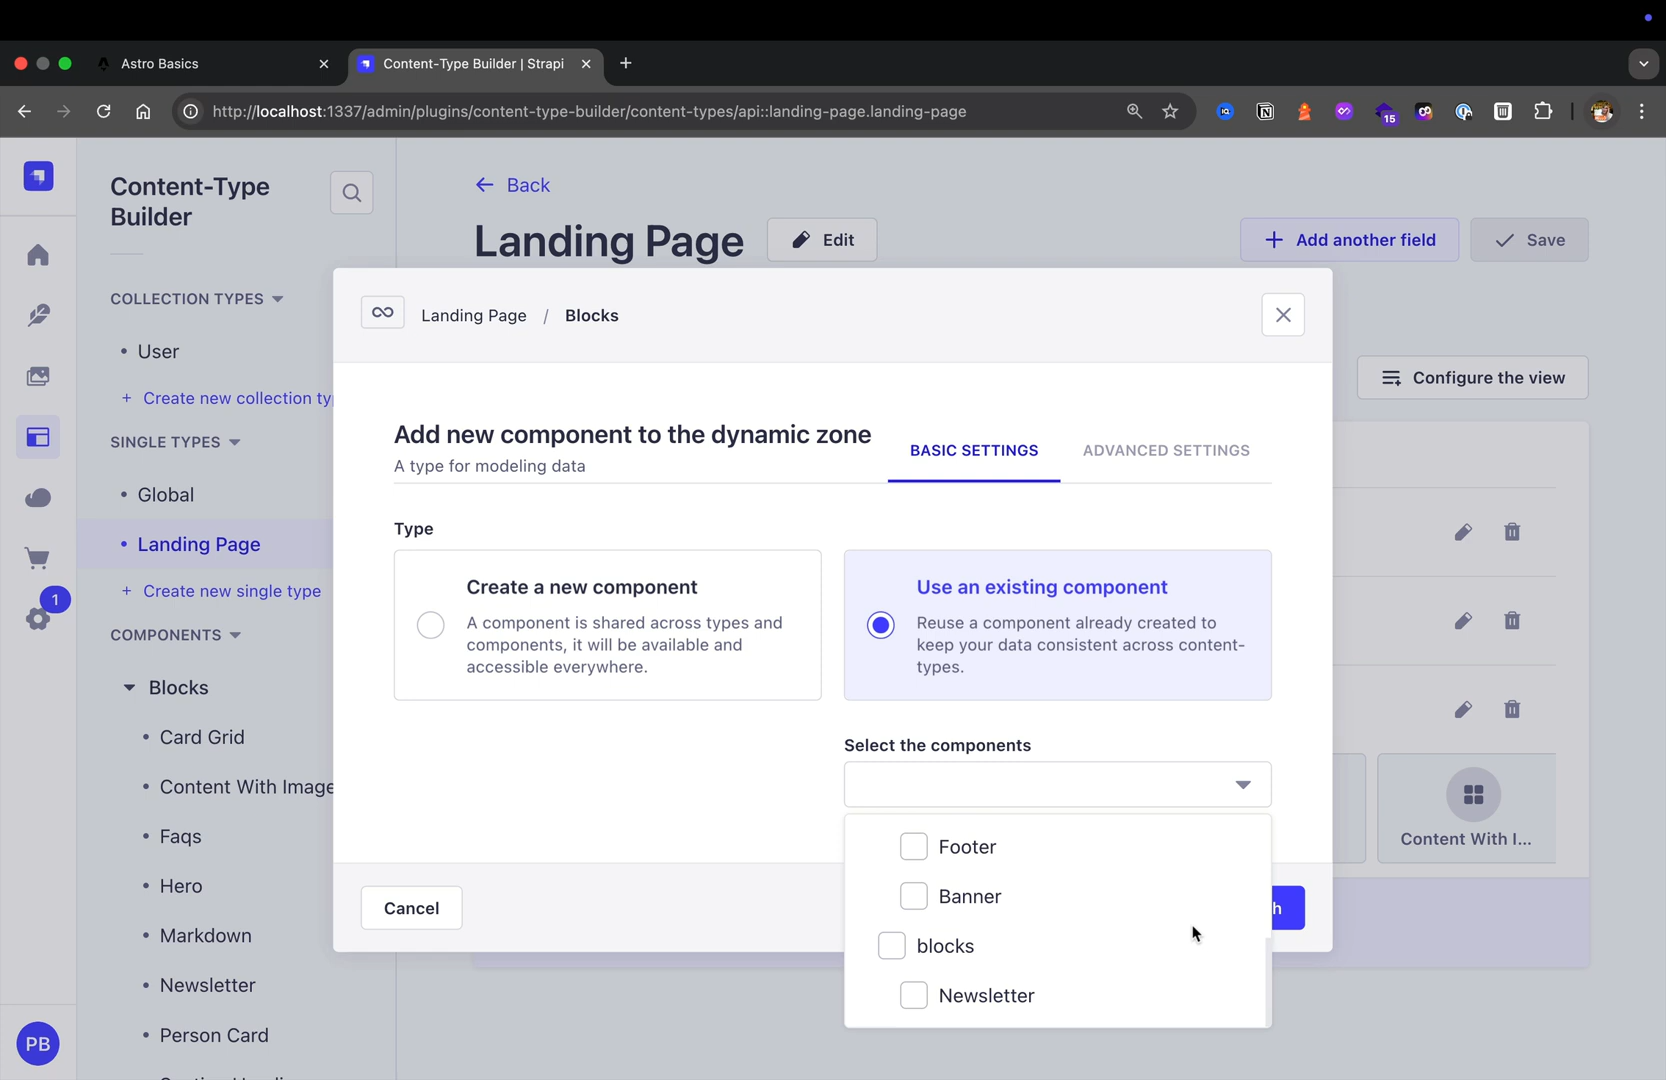 Astro Basics
Content-Type Builder | Strapi
http://localhost:1337/admin/plugins/content-type-builder/content-types/api::landing-page.landing-page
15
Content-Type
Builder
COLLECTION TYPES
User
+ Create new collection ty
SINGLE TYPES
Global
Landing Page
+ Create new single type
1
COMPONENTS
Blocks
Card Grid
Content With Image
Faqs
Hero
Markdown
Newsletter
Person Card
PB
Back
Landing Page
Edit
Add another field
Save
Configure the view
Landing Page / Blocks
Add new component to the dynamic zone
A type for modeling data
BASIC SETTINGS
ADVANCED SETTINGS
Type
Create a new component
A component is shared across types and
components, it will be available and
accessible everywhere.
Use an existing component
Reuse a component already created to
keep your data consistent across content-
types.
Select the components
Footer
Banner
blocks
Newsletter
Cancel
h
Content With I...